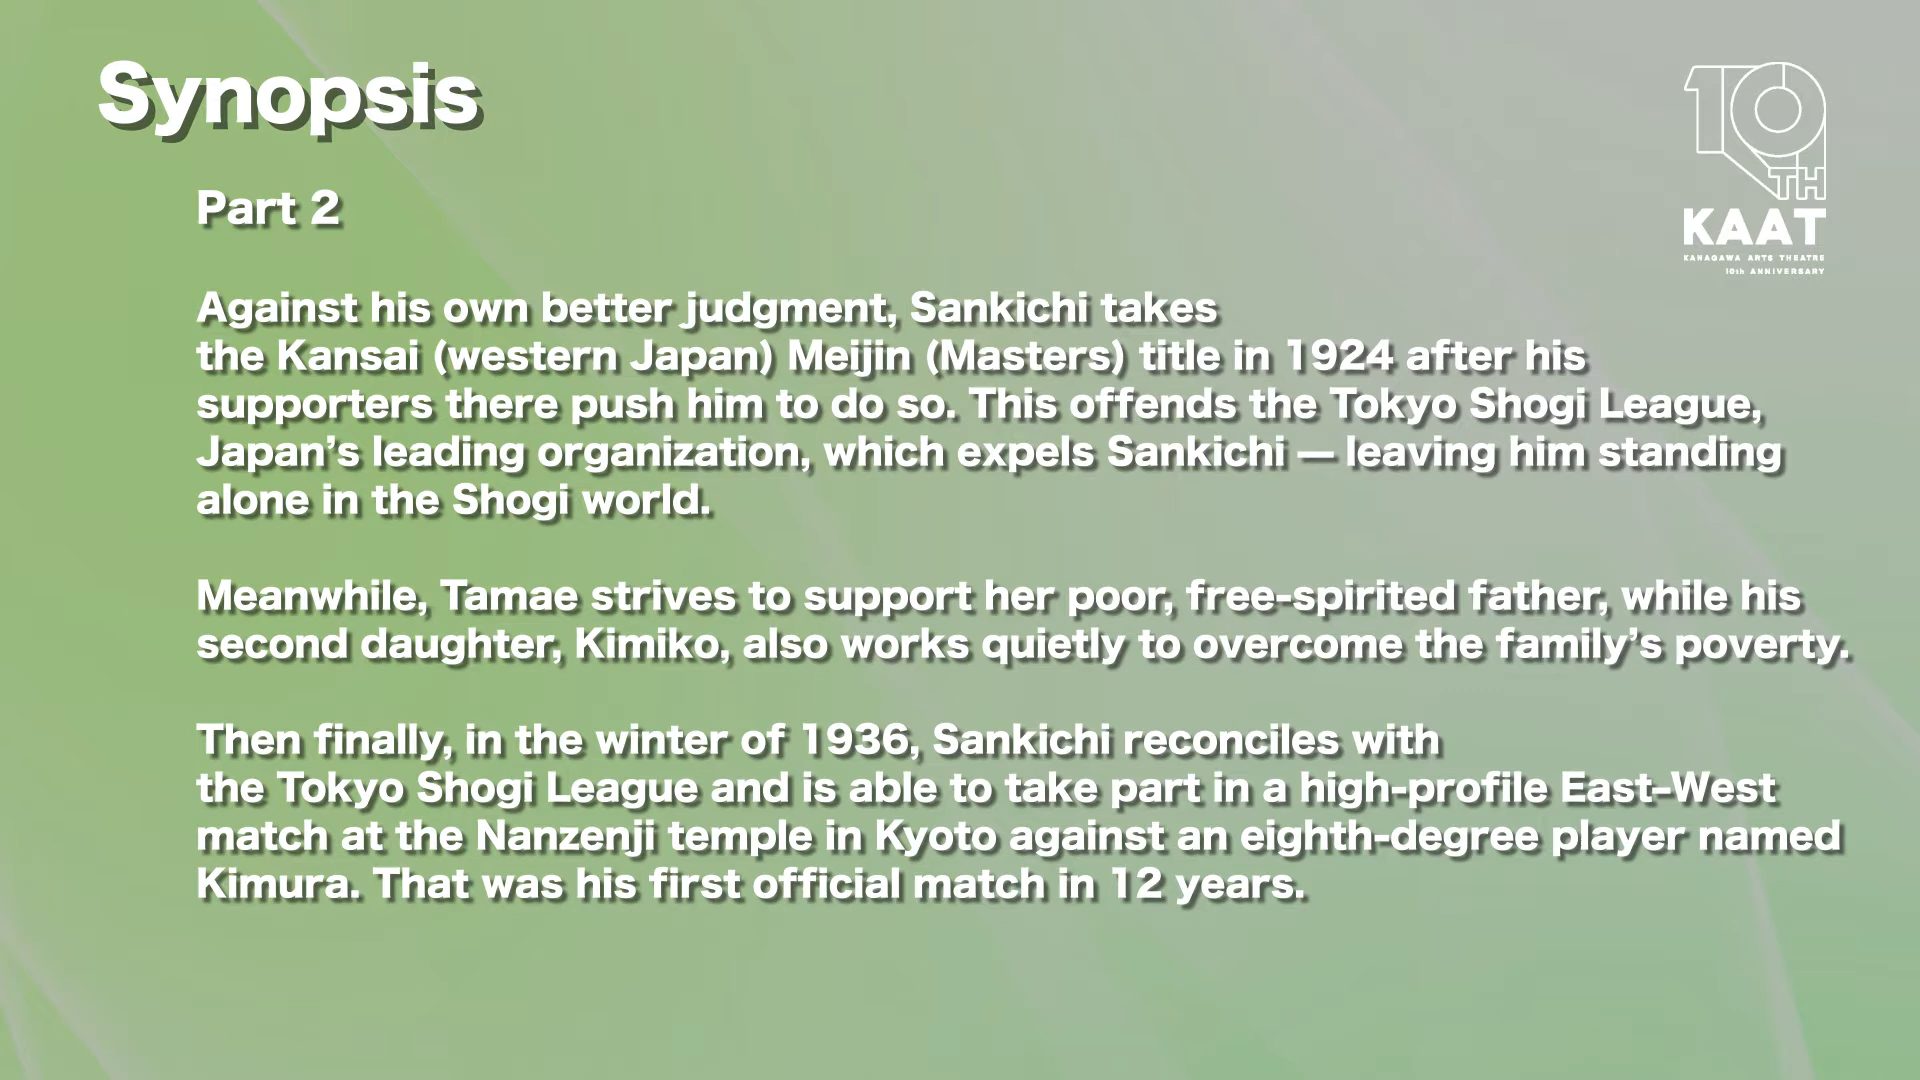 Synopsis
10TH
KAAT
KANAGAWA ARTS THEATRE
10th ANNIVERSARY
Part 2
Against his own better judgment, Sankichi takes
the Kansai (western Japan) Meijin (Masters) title in 1924 after his
supporters there push him to do so. This offends the Tokyo Shogi League,
Japan’s leading organization, which expels Sankichi — leaving him standing
alone in the Shogi world.
Meanwhile, Tamae strives to support her poor, free-spirited father, while his
second daughter, Kimiko, also works quietly to overcome the family’s poverty.
Then finally, in the winter of 1936, Sankichi reconciles with
the Tokyo Shogi League and is able to take part in a high-profile East–West
match at the Nanzenji temple in Kyoto against an eighth-degree player named
Kimura. That was his first official match in 12 years.